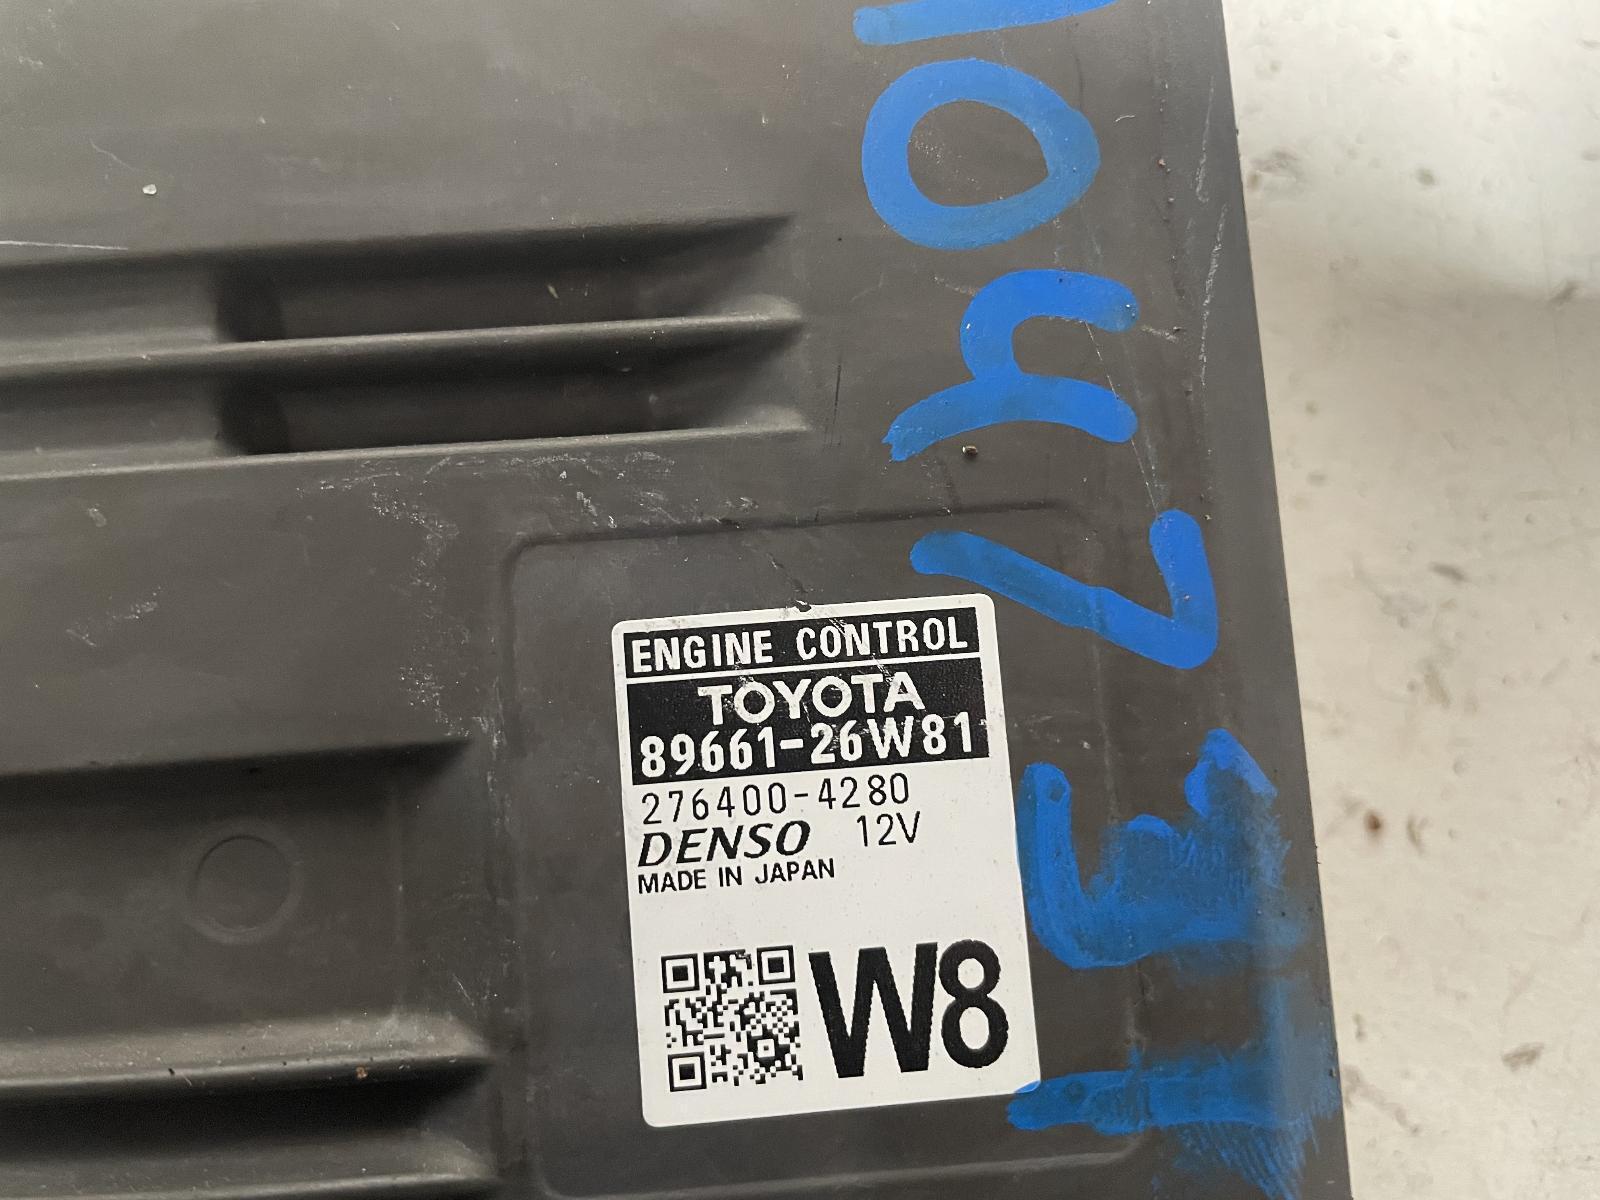 ENGINE CONTROL
TOYOTA
89661-26W81
276400-4280
DENSO 12V
MADE IN JAPAN
W8